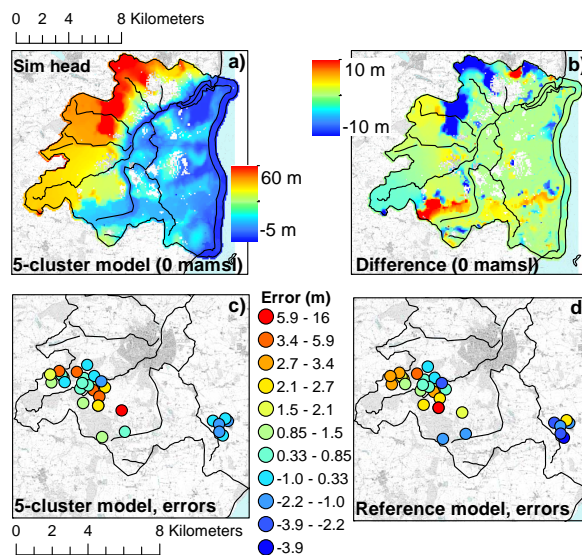 0 4 8 Kilometers
Sim head
a)
60 m
-5 m
5-cluster model (0 mamsl)
b)
10 m
-10 m
Difference (0 mamsl)
c)
5-cluster model, errors
Error (m)
5.9 - 16
3.4 - 5.9
2.7 - 3.4
2.1 - 2.7
1.5 - 2.1
0.85 - 1.5
0.33 - 0.85
-1.0 - 0.33
-2.2 - -1.0
-3.9 - -2.2
-3.9
d
Reference model, errors
0 2 4 8 Kilometers